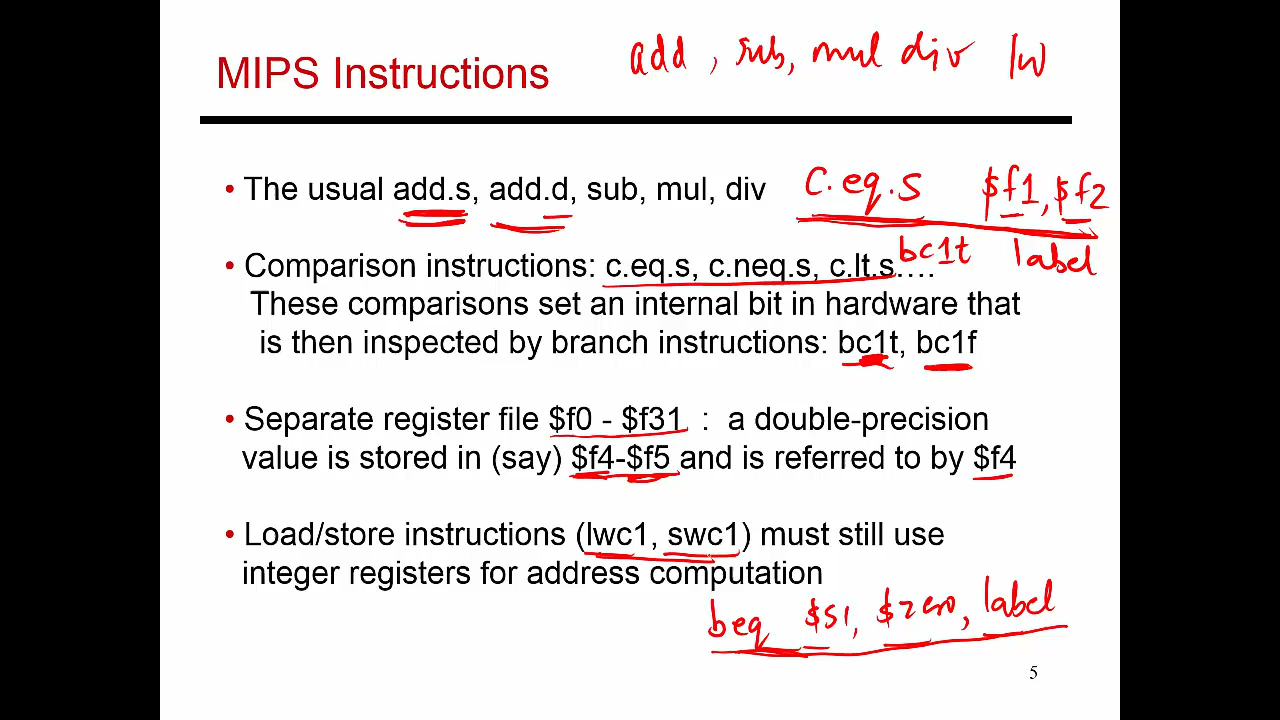 add , sub, mul div lw
MIPS Instructions
• The usual add.s, add.d, sub, mul, div
c.eq.s $f1, $f2
bc1t label
• Comparison instructions: c.eq.s, c.neq.s, c.lt.s….
These comparisons set an internal bit in hardware that
is then inspected by branch instructions: bc1t, bc1f
• Separate register file $f0 - $f31 : a double-precision
value is stored in (say) $f4-$f5 and is referred to by $f4
• Load/store instructions (lwc1, swc1) must still use
integer registers for address computation
beq $s1, $zero, label
5